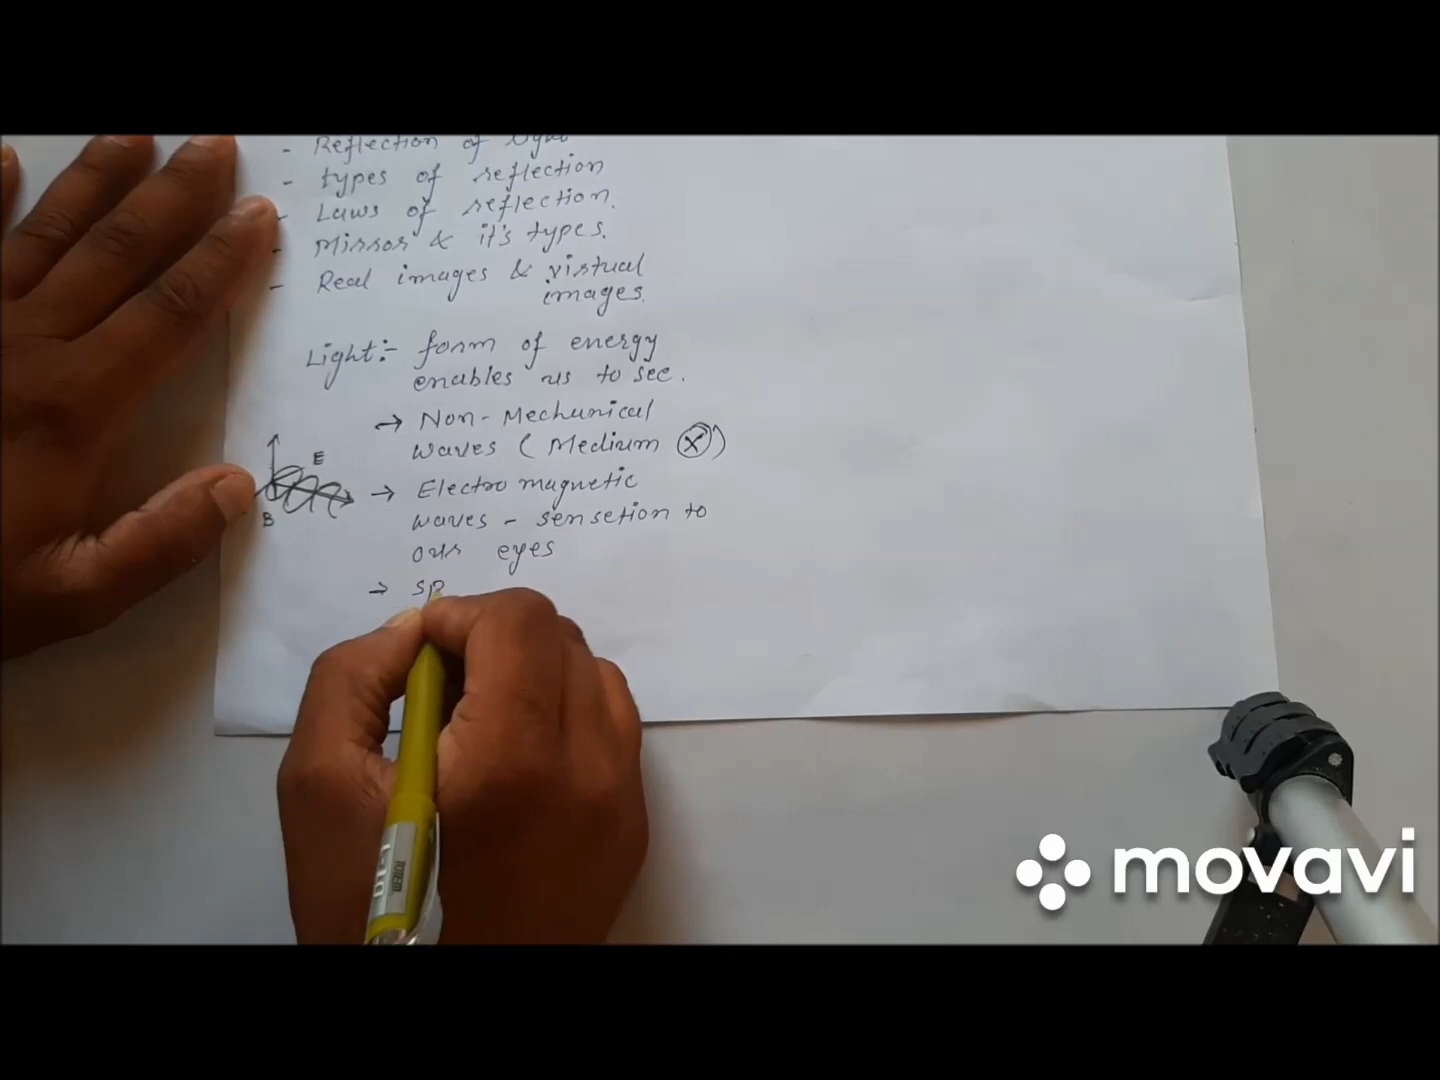 - Reflection of light
- types of reflection
- Laws of reflection.
- Mirror & it's types.
- Real images & virtual
images.
Light:- form of energy
enables us to see.
→ Non-Mechanical
waves (Medium X)
E
→ Electro magnetic
B
waves - sensetion to
our eyes
→ sp
movavi